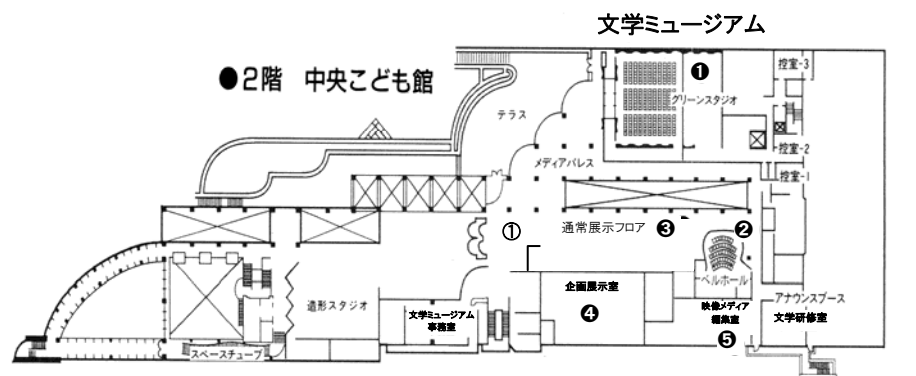 文学ミュージアム
●2階 中央こども館
❶
控室-3
グリーンスタジオ
テラス
控室-2
メディアパレス
控室-1
①
通常展示フロア
❸
❷
ベルホール
企画展示室
❹
アナウンスブース
造形スタジオ
文学ミュージアム
事務室
映像メディア
編集室
文学研修室
❺
スペースチューブ